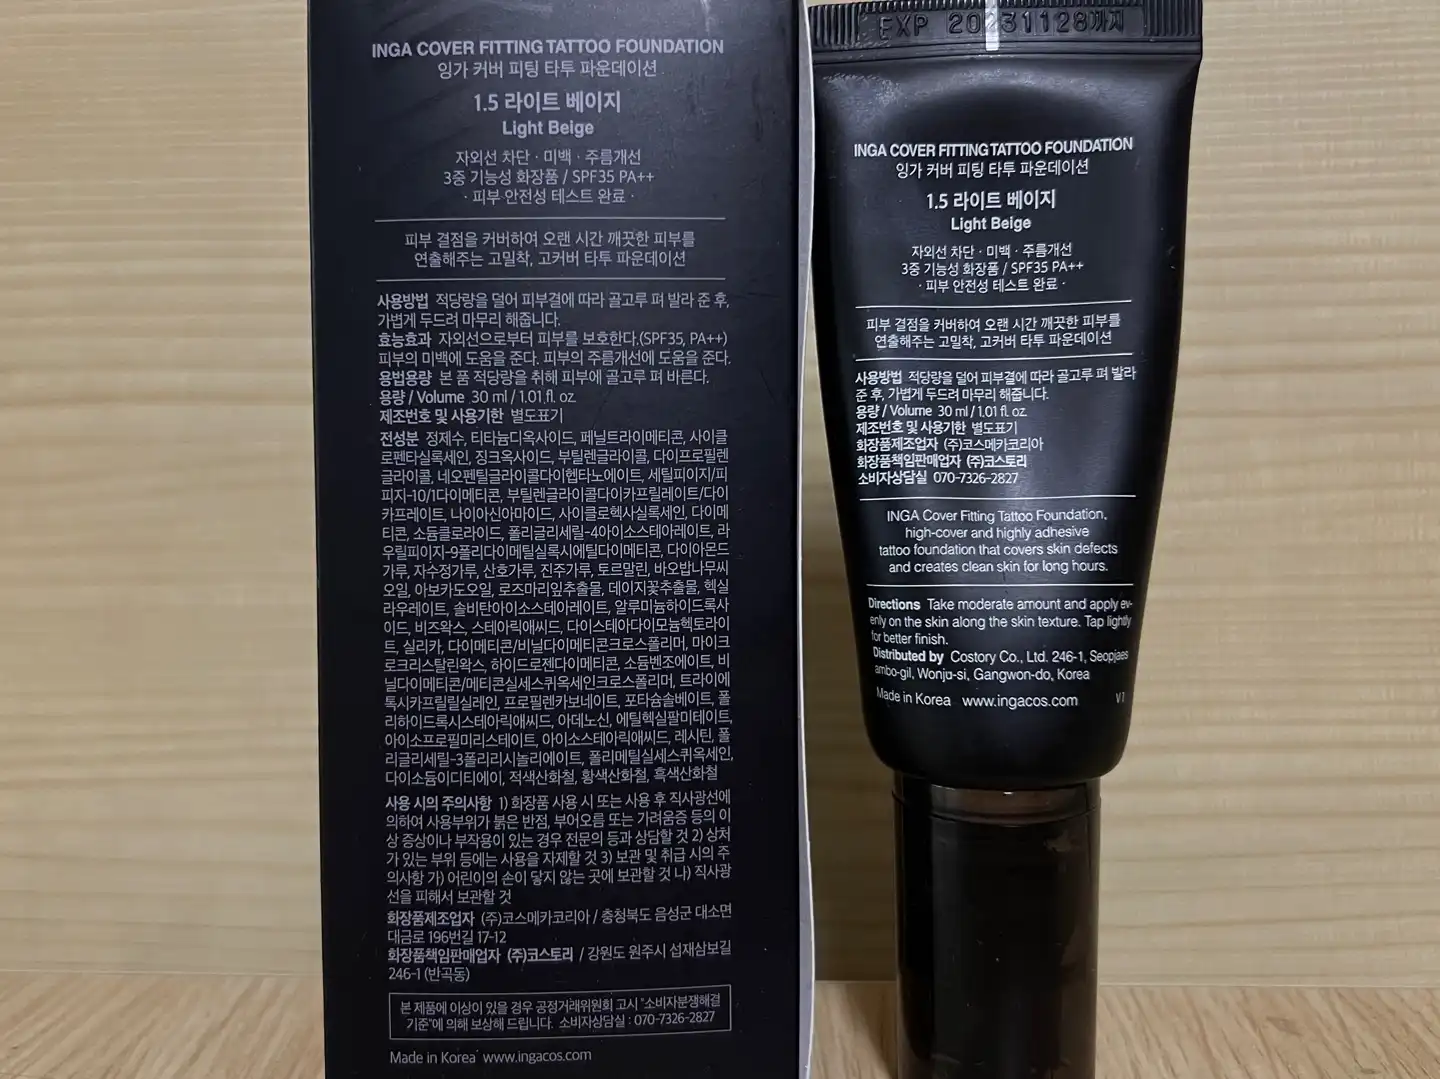 INGA COVER FITTING TATTOO FOUNDATION
잉가 커버 피팅 타투 파운데이션
1.5 라이트 베이지
Light Beige
자외선 차단 · 미백 · 주름개선
3중 기능성 화장품 / SPF35 PA++
· 피부 안전성 테스트 완료 ·
피부 결점을 커버하여 오랜 시간 깨끗한 피부를
연출해주는 고밀착, 고커버 타투 파운데이션
사용방법 적당량을 덜어 피부결에 따라 골고루 펴 발라 준 후,
가볍게 두드려 마무리 해줍니다.
효능효과 자외선으로부터 피부를 보호한다.(SPF35, PA++)
피부의 미백에 도움을 준다. 피부의 주름개선에 도움을 준다.
용법용량 본 품 적당량을 취해 피부에 골고루 펴 바른다.
용량 / Volume 30 ml / 1.01 fl. oz.
제조번호 및 사용기한 별도표기
전성분 정제수, 티타늄디옥사이드, 페닐트라이메티콘, 사이클
로펜타실록세인, 징크옥사이드, 부틸렌글라이콜, 다이프로필렌
글라이콜, 네오펜틸글라이콜다이헵타노에이트, 세틸피이지/피
피지-10/1다이메티콘, 부틸렌글라이콜다이카프릴레이트/다이
카프레이트, 나이아신아마이드, 사이클로헥사실록세인, 다이메
티콘, 소듐클로라이드, 폴리글리세릴-4아이소스테아레이트, 라
우릴피이지-9폴리다이메틸실록시에틸다이메티콘, 다이아몬드
가루, 자수정가루, 산호가루, 진주가루, 토르말린, 바오밥나무씨
오일, 아보카도오일, 로즈마리잎추출물, 데이지꽃추출물, 헥실
라우레이트, 솔비탄아이소스테아레이트, 알루미늄하이드록사
이드, 비즈왁스, 스테아릭애씨드, 다이스테아다이모늄헥토라이
트, 실리카, 다이메티콘/비닐다이메티콘크로스폴리머, 마이크
로크리스탈린왁스, 하이드로젠다이메티콘, 소듐벤조에이트, 비
닐다이메티콘/메티콘실세스퀴옥세인크로스폴리머, 트라이에
톡시카프릴릴실레인, 프로필렌카보네이트, 포타슘솔베이트, 폴
리하이드록시스테아릭애씨드, 아데노신, 에틸헥실팔미테이트,
아이소프로필미리스테이트, 아이소스테아릭애씨드, 레시틴, 폴
리글리세릴-3폴리리시놀리에이트, 폴리메틸실세스퀴옥세인,
다이소듐이디티에이, 적색산화철, 황색산화철, 흑색산화철
사용 시의 주의사항 1) 화장품 사용 시 또는 사용 후 직사광선에
의하여 사용부위가 붉은 반점, 부어오름 또는 가려움증 등의 이
상 증상이나 부작용이 있는 경우 전문의 등과 상담할 것 2) 상처
가 있는 부위 등에는 사용을 자제할 것 3) 보관 및 취급 시의 주
의사항 가) 어린이의 손이 닿지 않는 곳에 보관할 것 나) 직사광
선을 피해서 보관할 것
화장품제조업자 (주)코스메카코리아 / 충청북도 음성군 대소면
대금로 196번길 17-12
화장품책임판매업자 (주)코스토리 / 강원도 원주시 섭재삼보길
246-1 (반곡동)
본 제품에 이상이 있을 경우 공정거래위원회 고시 "소비자분쟁해결
기준"에 의해 보상해 드립니다. 소비자상담실 : 070-7326-2827
Made in Korea www.ingacos.com
EXP 20231128까지
INGA COVER FITTING TATTOO FOUNDATION
잉가 커버 피팅 타투 파운데이션
1.5 라이트 베이지
Light Beige
자외선 차단 · 미백 · 주름개선
3중 기능성 화장품 / SPF35 PA++
· 피부 안전성 테스트 완료 ·
피부 결점을 커버하여 오랜 시간 깨끗한 피부를
연출해주는 고밀착, 고커버 타투 파운데이션
사용방법 적당량을 덜어 피부결에 따라 골고루 펴 발라
준 후, 가볍게 두드려 마무리 해줍니다.
용량 / Volume 30 ml / 1.01 fl. oz.
제조번호 및 사용기한 별도표기
화장품제조업자 (주)코스메카코리아
화장품책임판매업자 (주)코스토리
소비자상담실 070-7326-2827
INGA Cover Fitting Tattoo Foundation,
high-cover and highly adhesive
tattoo foundation that covers skin defects
and creates clean skin for long hours.
Directions Take moderate amount and apply ev-
enly on the skin along the skin texture. Tap lightly
for better finish.
Distributed by Costory Co., Ltd. 246-1, Seopjaes
ambo-gil, Wonju-si, Gangwon-do, Korea
Made in Korea www.ingacos.com V1